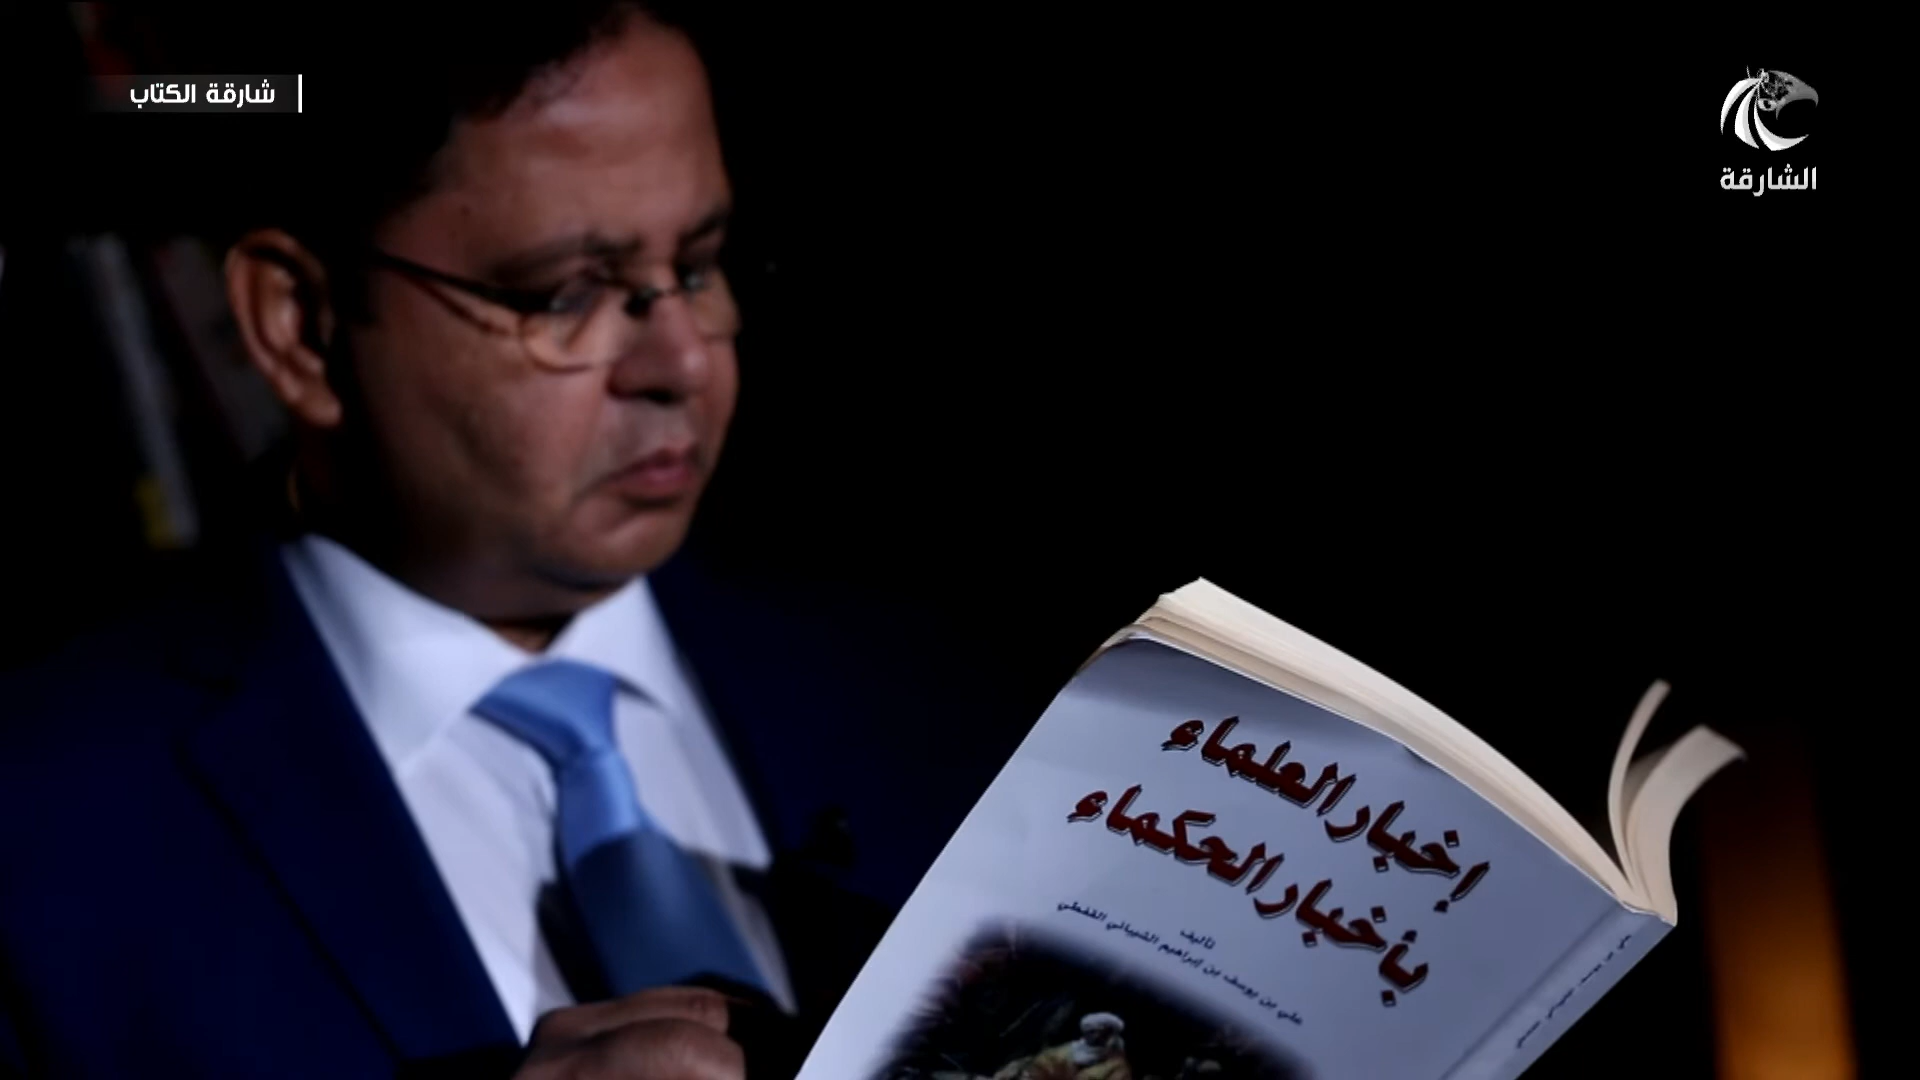 شارقة الكتاب
الشارقة
إخبار العلماء
بأخبار الحكماء
تأليف
علي بن يوسف بن إبراهيم الشيباني القفطي